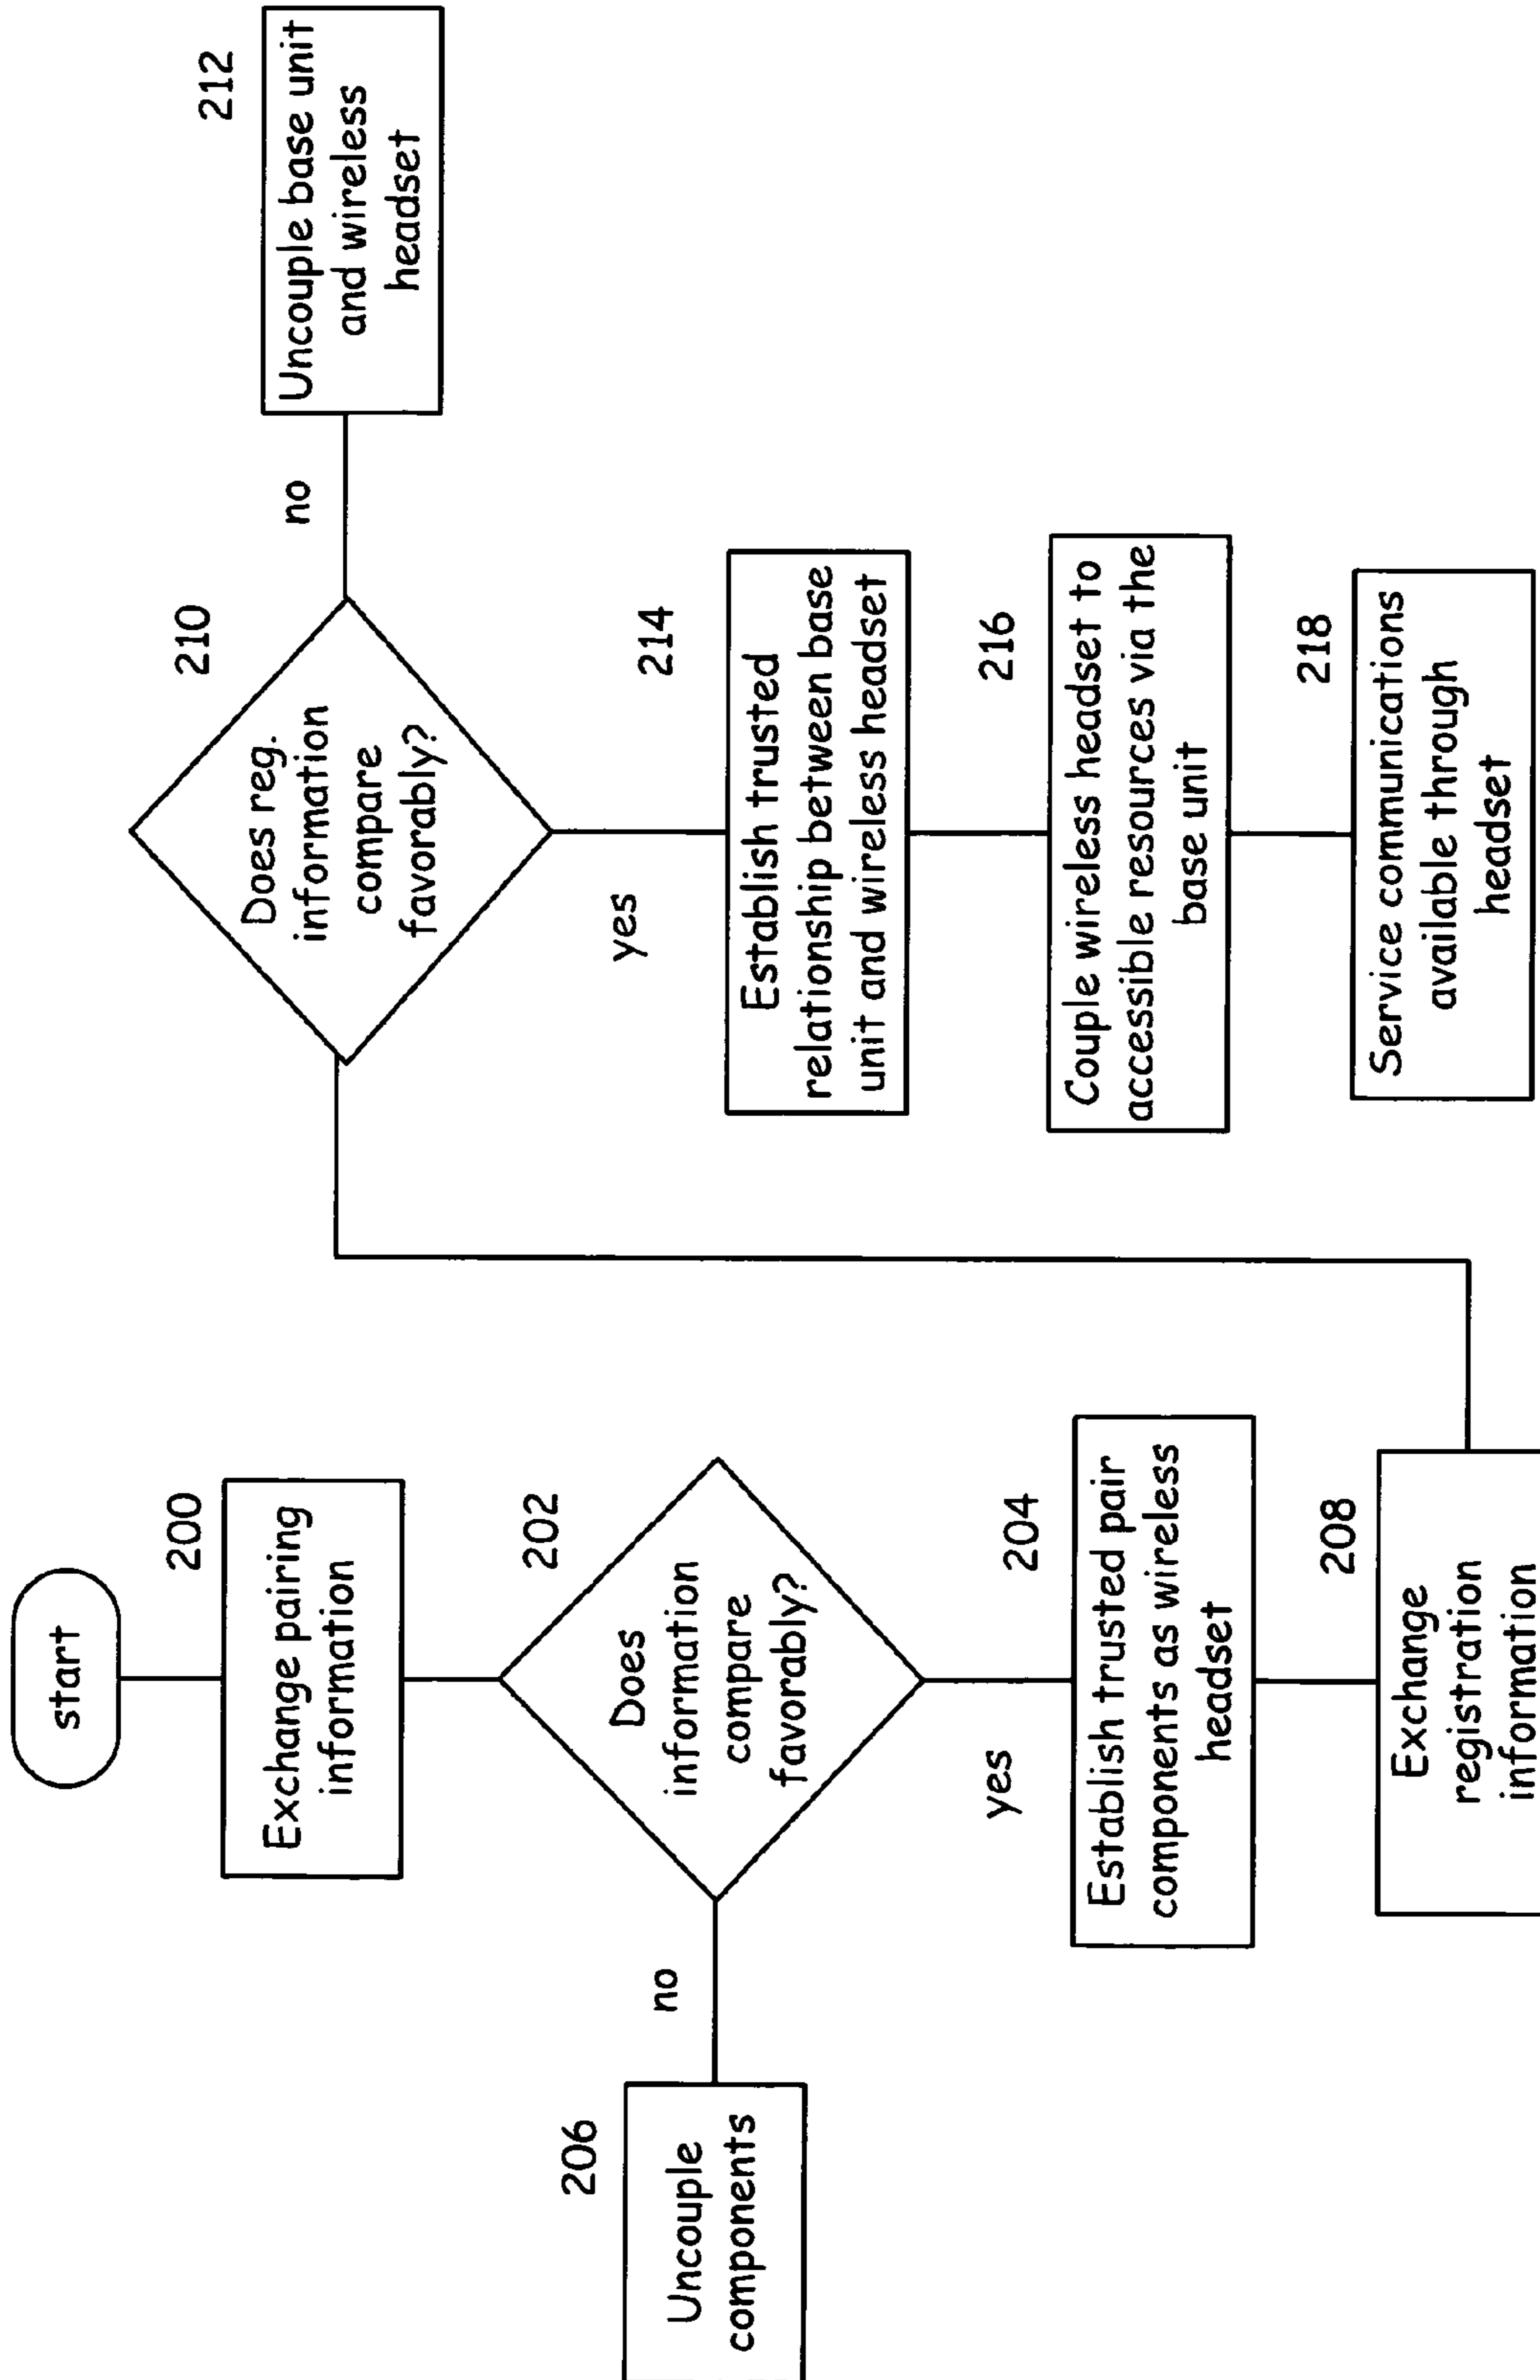 start
200
Exchange pairing
information
202
Does
information
compare
favorably?
no
206
Uncouple
components
yes
204
Establish trusted pair
components as wireless
headset
208
Exchange
registration
information
210
Does reg.
information
compare
favorably?
no
212
Uncouple base unit
and wireless
headset
yes
214
Establish trusted
relationship between base
unit and wireless headset
216
Couple wireless headset to
accessible resources via the
base unit
218
Service communications
available through
headset